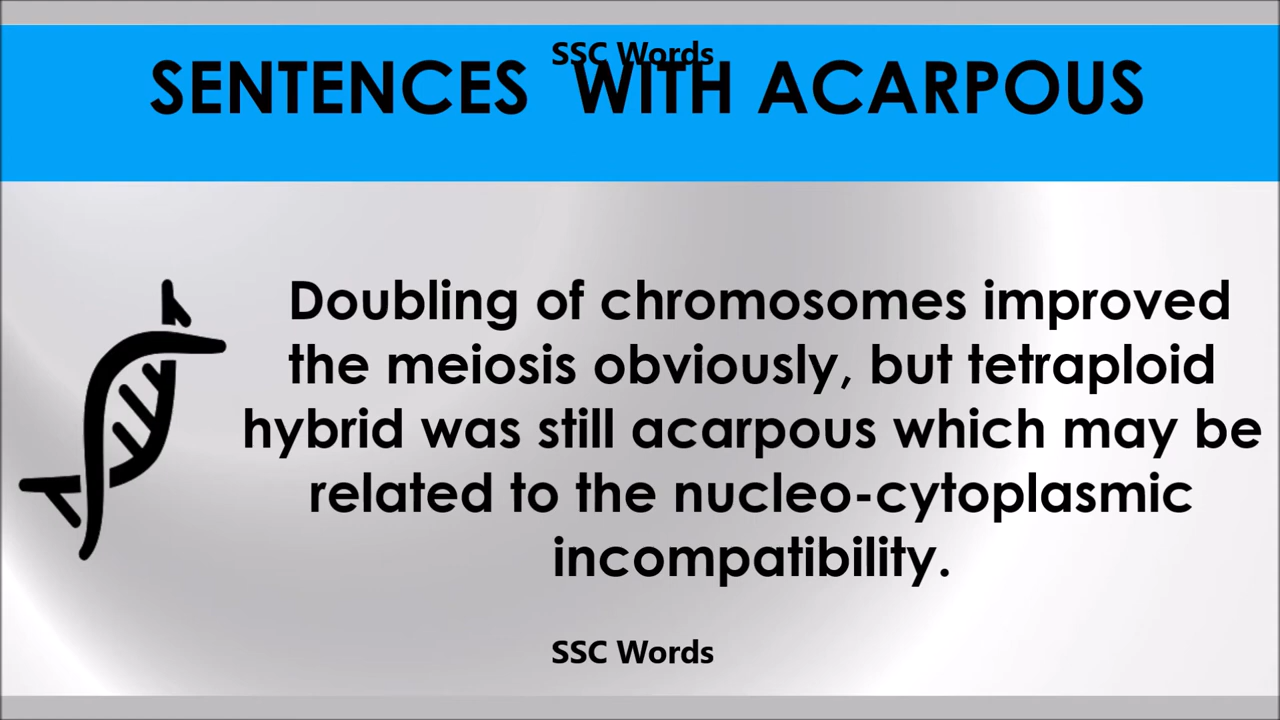 SSC Words
SENTENCES WITH ACARPOUS
Doubling of chromosomes improved
the meiosis obviously, but tetraploid
hybrid was still acarpous which may be
related to the nucleo-cytoplasmic
incompatibility.
SSC Words